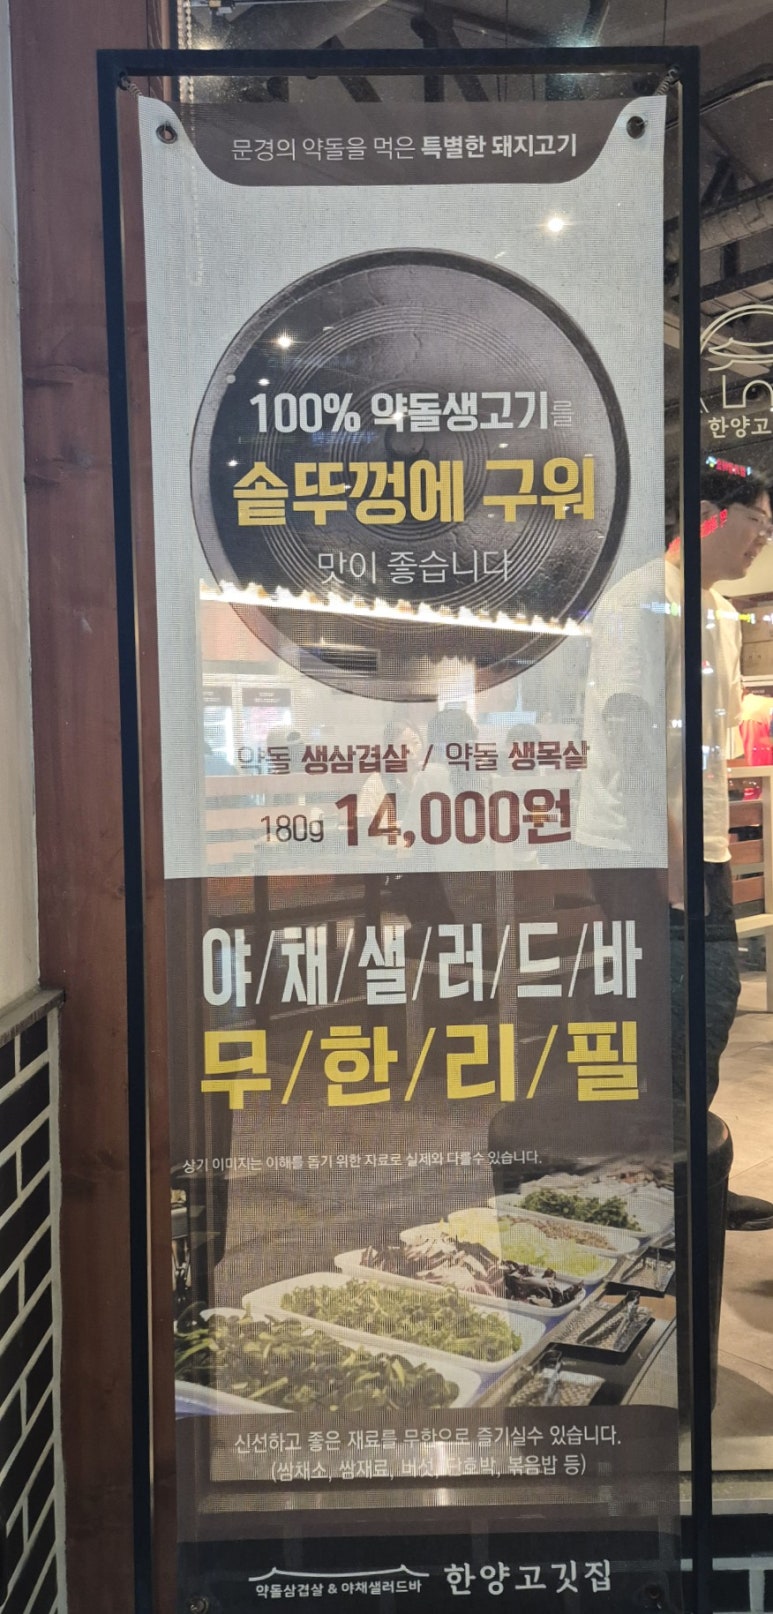 문경의 약돌을 먹은 특별한 돼지고기
100% 약돌생고기를
솥뚜껑에 구워
맛이 좋습니다
약돌 생삼겹살 / 약돌 생목살
180g 14,000원
야/채/샐/러/드/바
무/한/리/필
상기 이미지는 이해를 돕기 위한 자료로 실제와 다를수 있습니다.
신선하고 좋은 재료를 무한으로 즐기실수 있습니다.
(쌈채소, 쌈재료, 버섯, 단호박, 볶음밥 등)
약돌삼겹살 & 야채샐러드바 한양고깃집
한양고